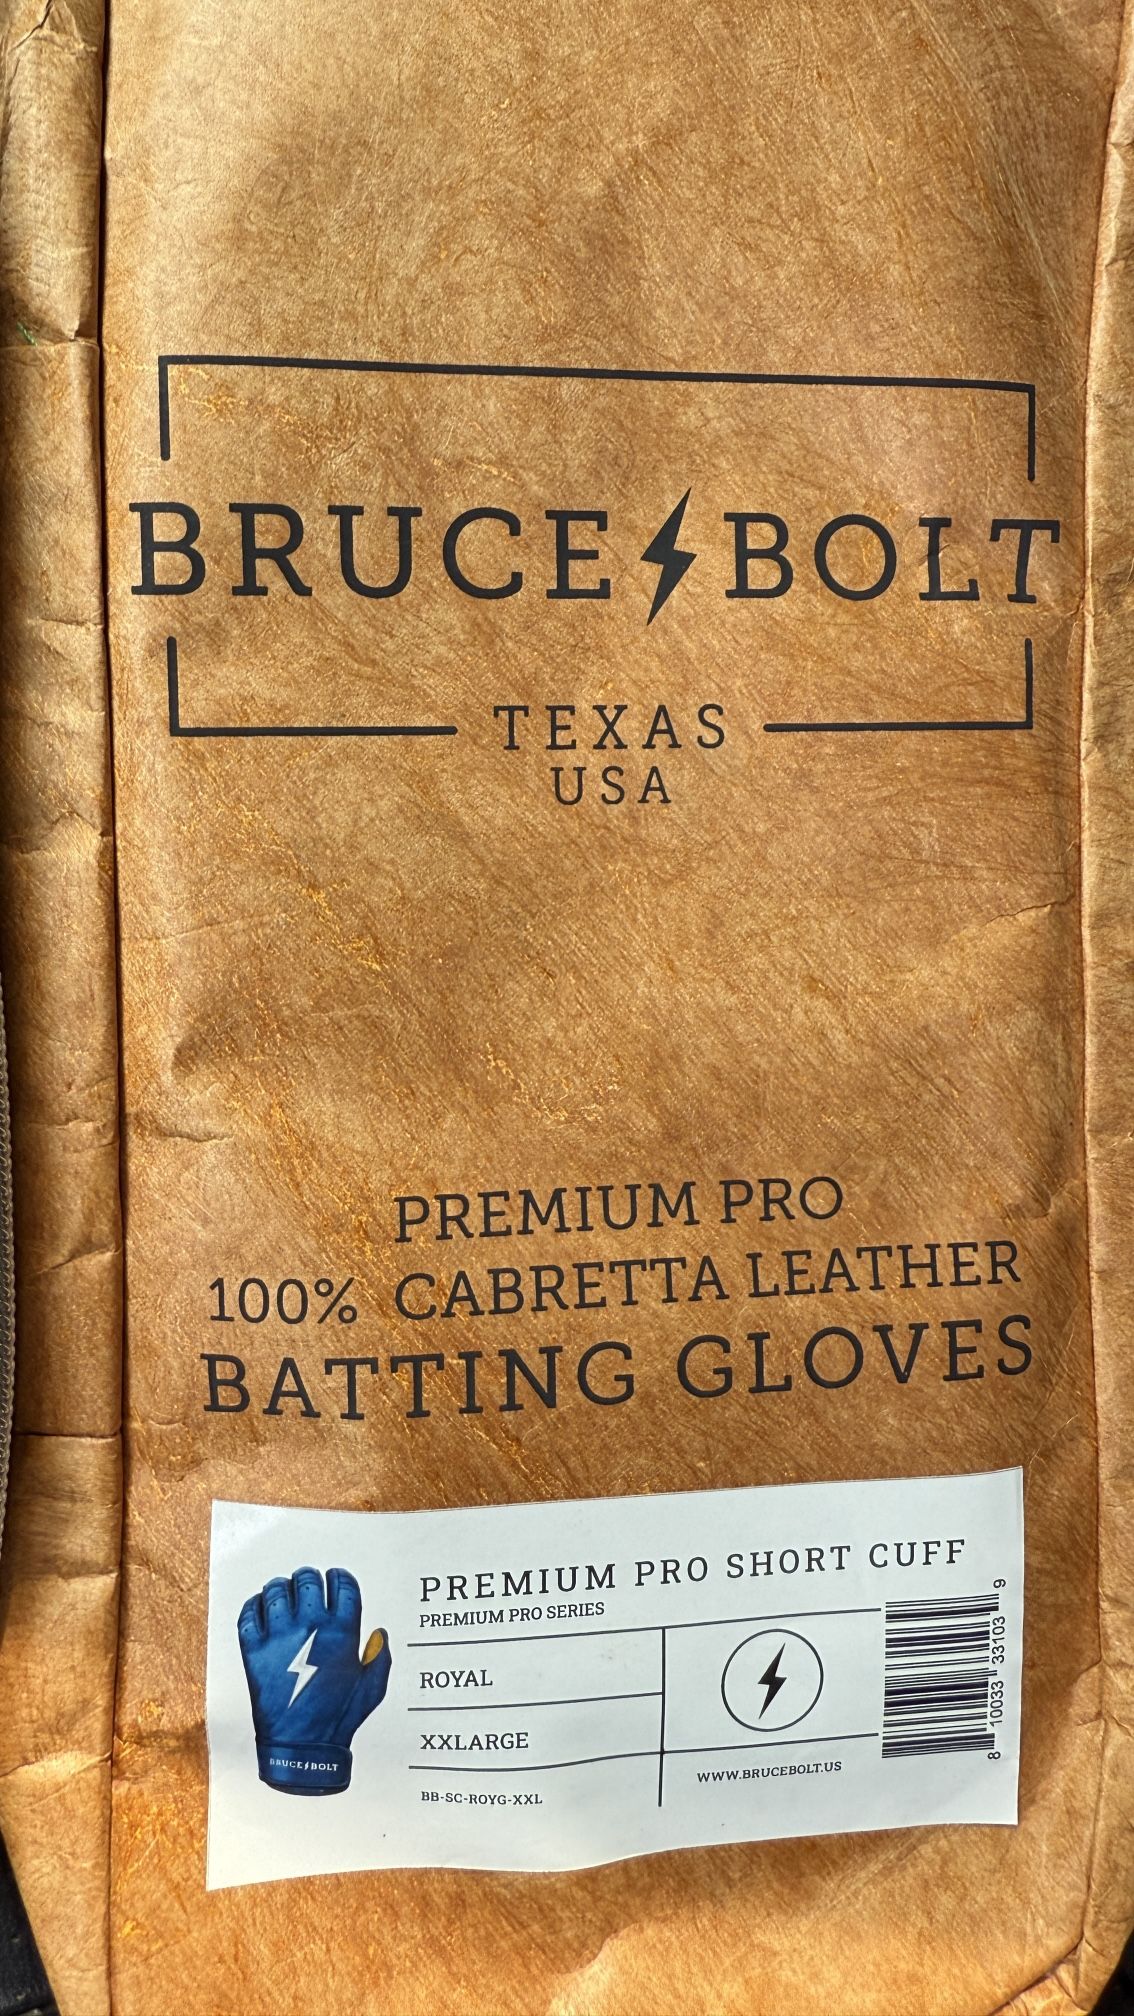 BRUCE BOLT
TEXAS
USA
PREMIUM PRO
100% CABRETTA LEATHER
BATTING GLOVES
PREMIUM PRO SHORT CUFF
PREMIUM PRO SERIES
ROYAL
XXLARGE
BB-SC-ROYG-XXL
WWW.BRUCEBOLT.US
8 10033 33103 9
BRUCE BOLT